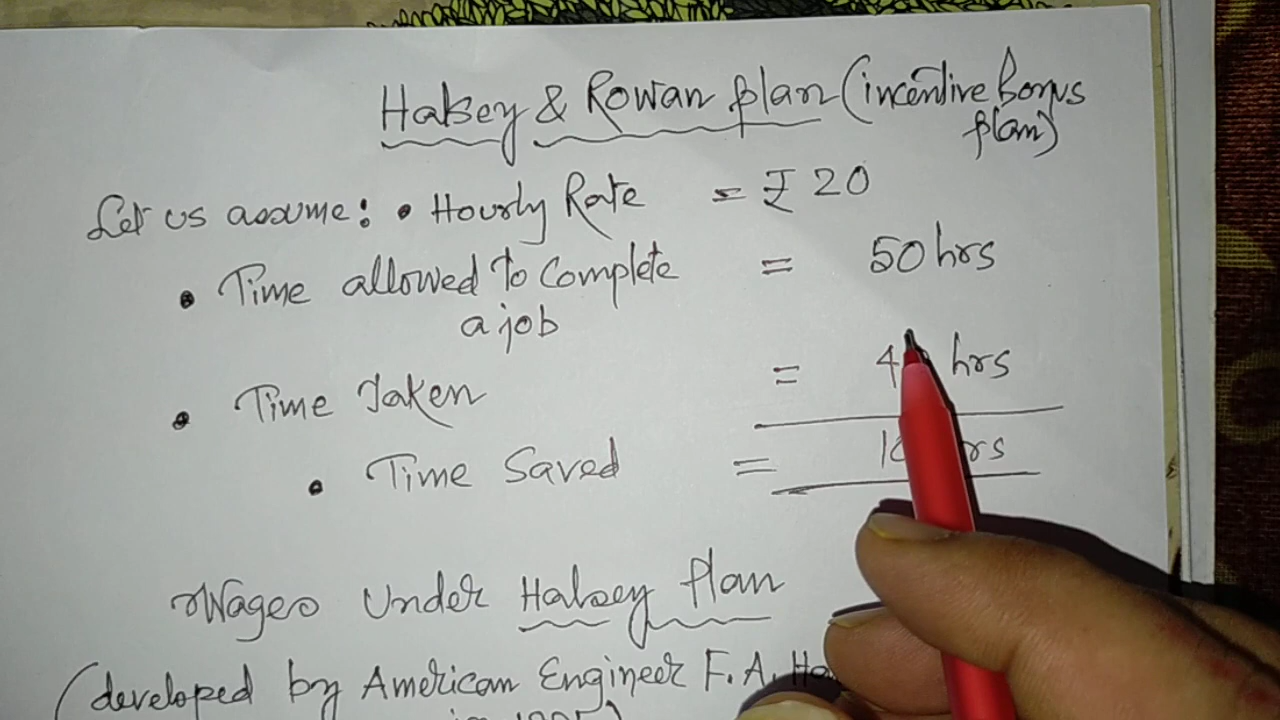 Halsey & Rowan Plan (incentive Bonus
plan)
Let us assume: • Hourly Rate = ₹ 20
• Time allowed to Complete = 50 hrs
a job
• Time Taken = hrs
• Time Saved =
Wages Under Halsey Plan
(developed by American Engineer F. A.